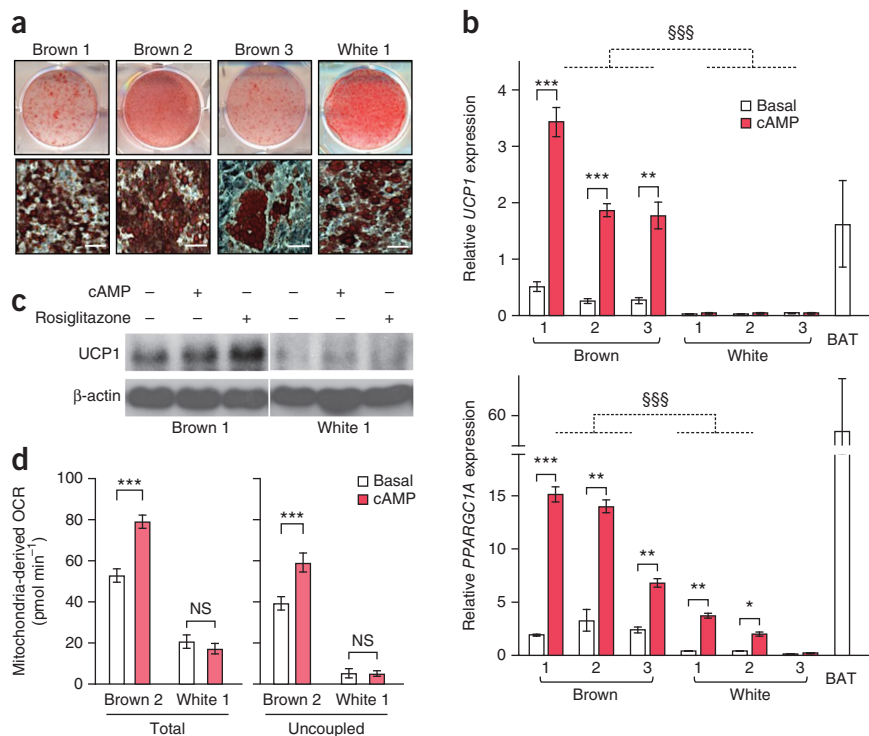 a
Brown 1 Brown 2 Brown 3 White 1
b
§§§
Relative UCP1 expression
4
3
2
1
0
*** *** **
Basal
cAMP
1 2 3 1 2 3
Brown White BAT
c
cAMP – + – – + –
Rosiglitazone – – + – – +
UCP1
β-actin
Brown 1 White 1
§§§
Relative PPARGC1A expression
60
15
10
5
0
*** ** ** ** *
1 2 3 1 2 3
Brown White BAT
d
Mitochondria-derived OCR
(pmol min−1)
100
80
60
40
20
0
*** NS *** NS
Basal
cAMP
Brown 2 White 1 Brown 2 White 1
Total Uncoupled